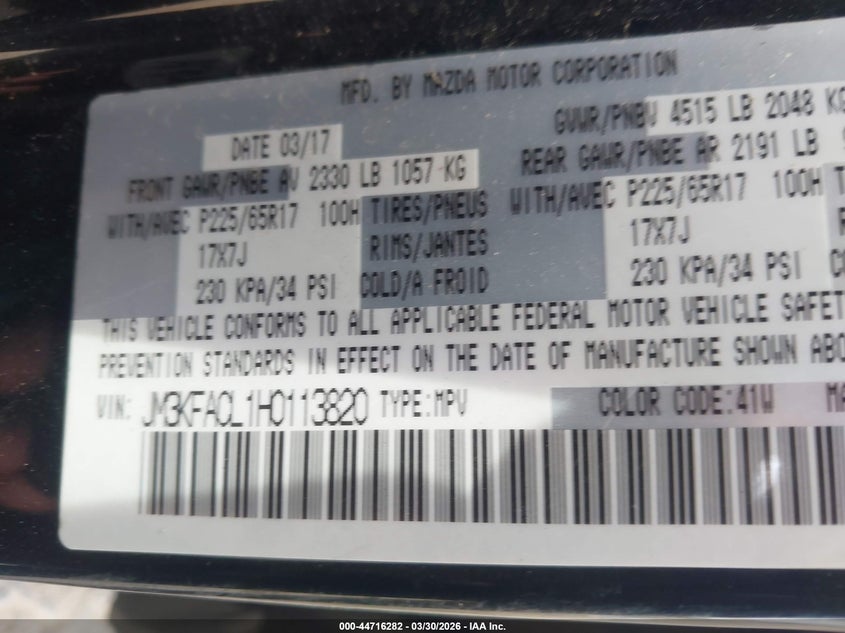 MFD. BY MAZDA MOTOR CORPORATION
DATE 03/17 GVWR/PNBV 4515 LB 2048 KG
FRONT GAWR/PNBE AV 2330 LB 1057 KG REAR GAWR/PNBE AR 2191 LB
WITH/AVEC P225/65R17 100H TIRES/PNEUS WITH/AVEC P225/65R17 100H
17X7J RIMS/JANTES 17X7J
230 KPA/34 PSI COLD/A FROID 230 KPA/34 PSI
THIS VEHICLE CONFORMS TO ALL APPLICABLE FEDERAL MOTOR VEHICLE SAFET
PREVENTION STANDARDS IN EFFECT ON THE DATE OF MANUFACTURE SHOWN ABO
VIN: JM3KFACL1H0113820 TYPE:MPV COLOR CODE:41W MA
000-44716282 - 03/30/2026 - IAA Inc.